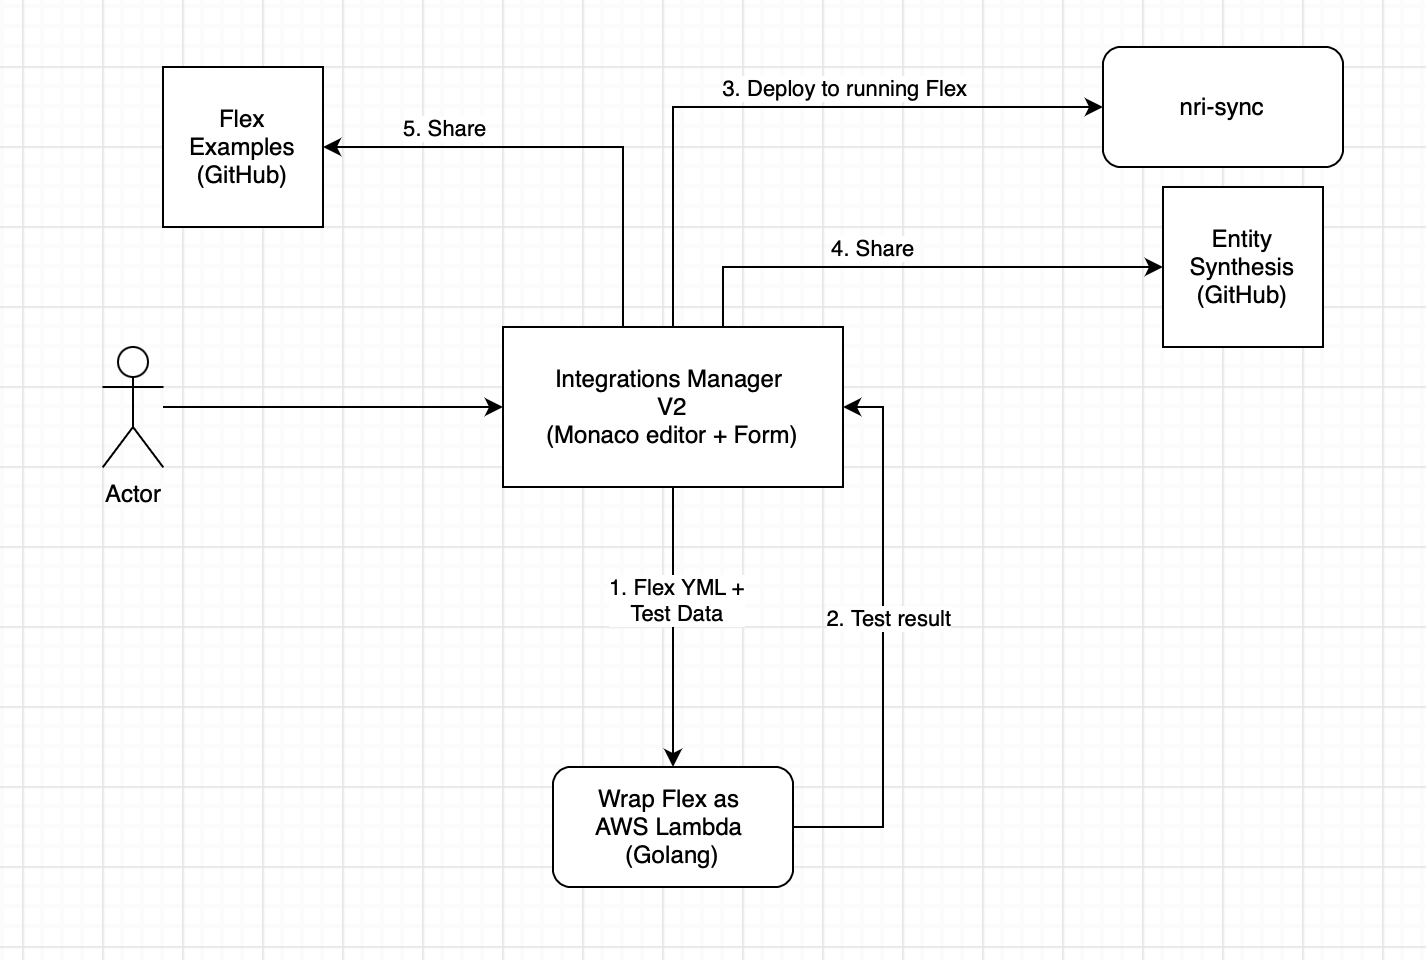 3. Deploy to running Flex
nri-sync
Flex
Examples
(GitHub)
5. Share
4. Share
Entity
Synthesis
(GitHub)
Integrations Manager
V2
(Monaco editor + Form)
Actor
1. Flex YML +
Test Data
2. Test result
Wrap Flex as
AWS Lambda
(Golang)